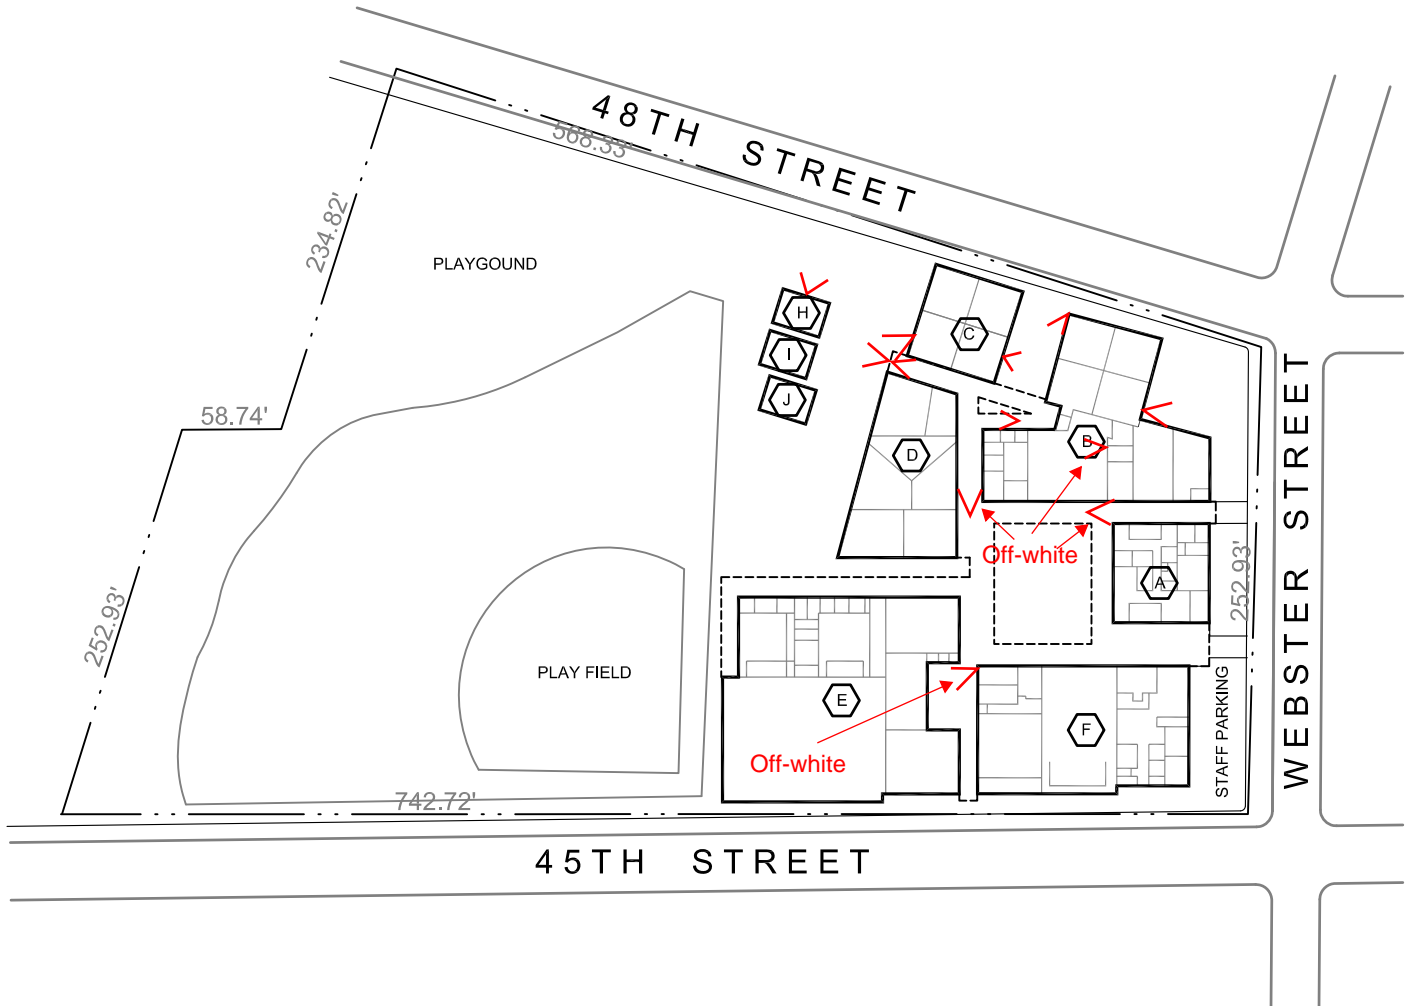 48TH STREET
568.33'
234.82'
PLAYGOUND
H
I
J
C
58.74'
B
D
Off-white
A
252.93'
WEBSTER STREET
252.93'
PLAY FIELD
E
F
STAFF PARKING
Off-white
742.72'
45TH STREET